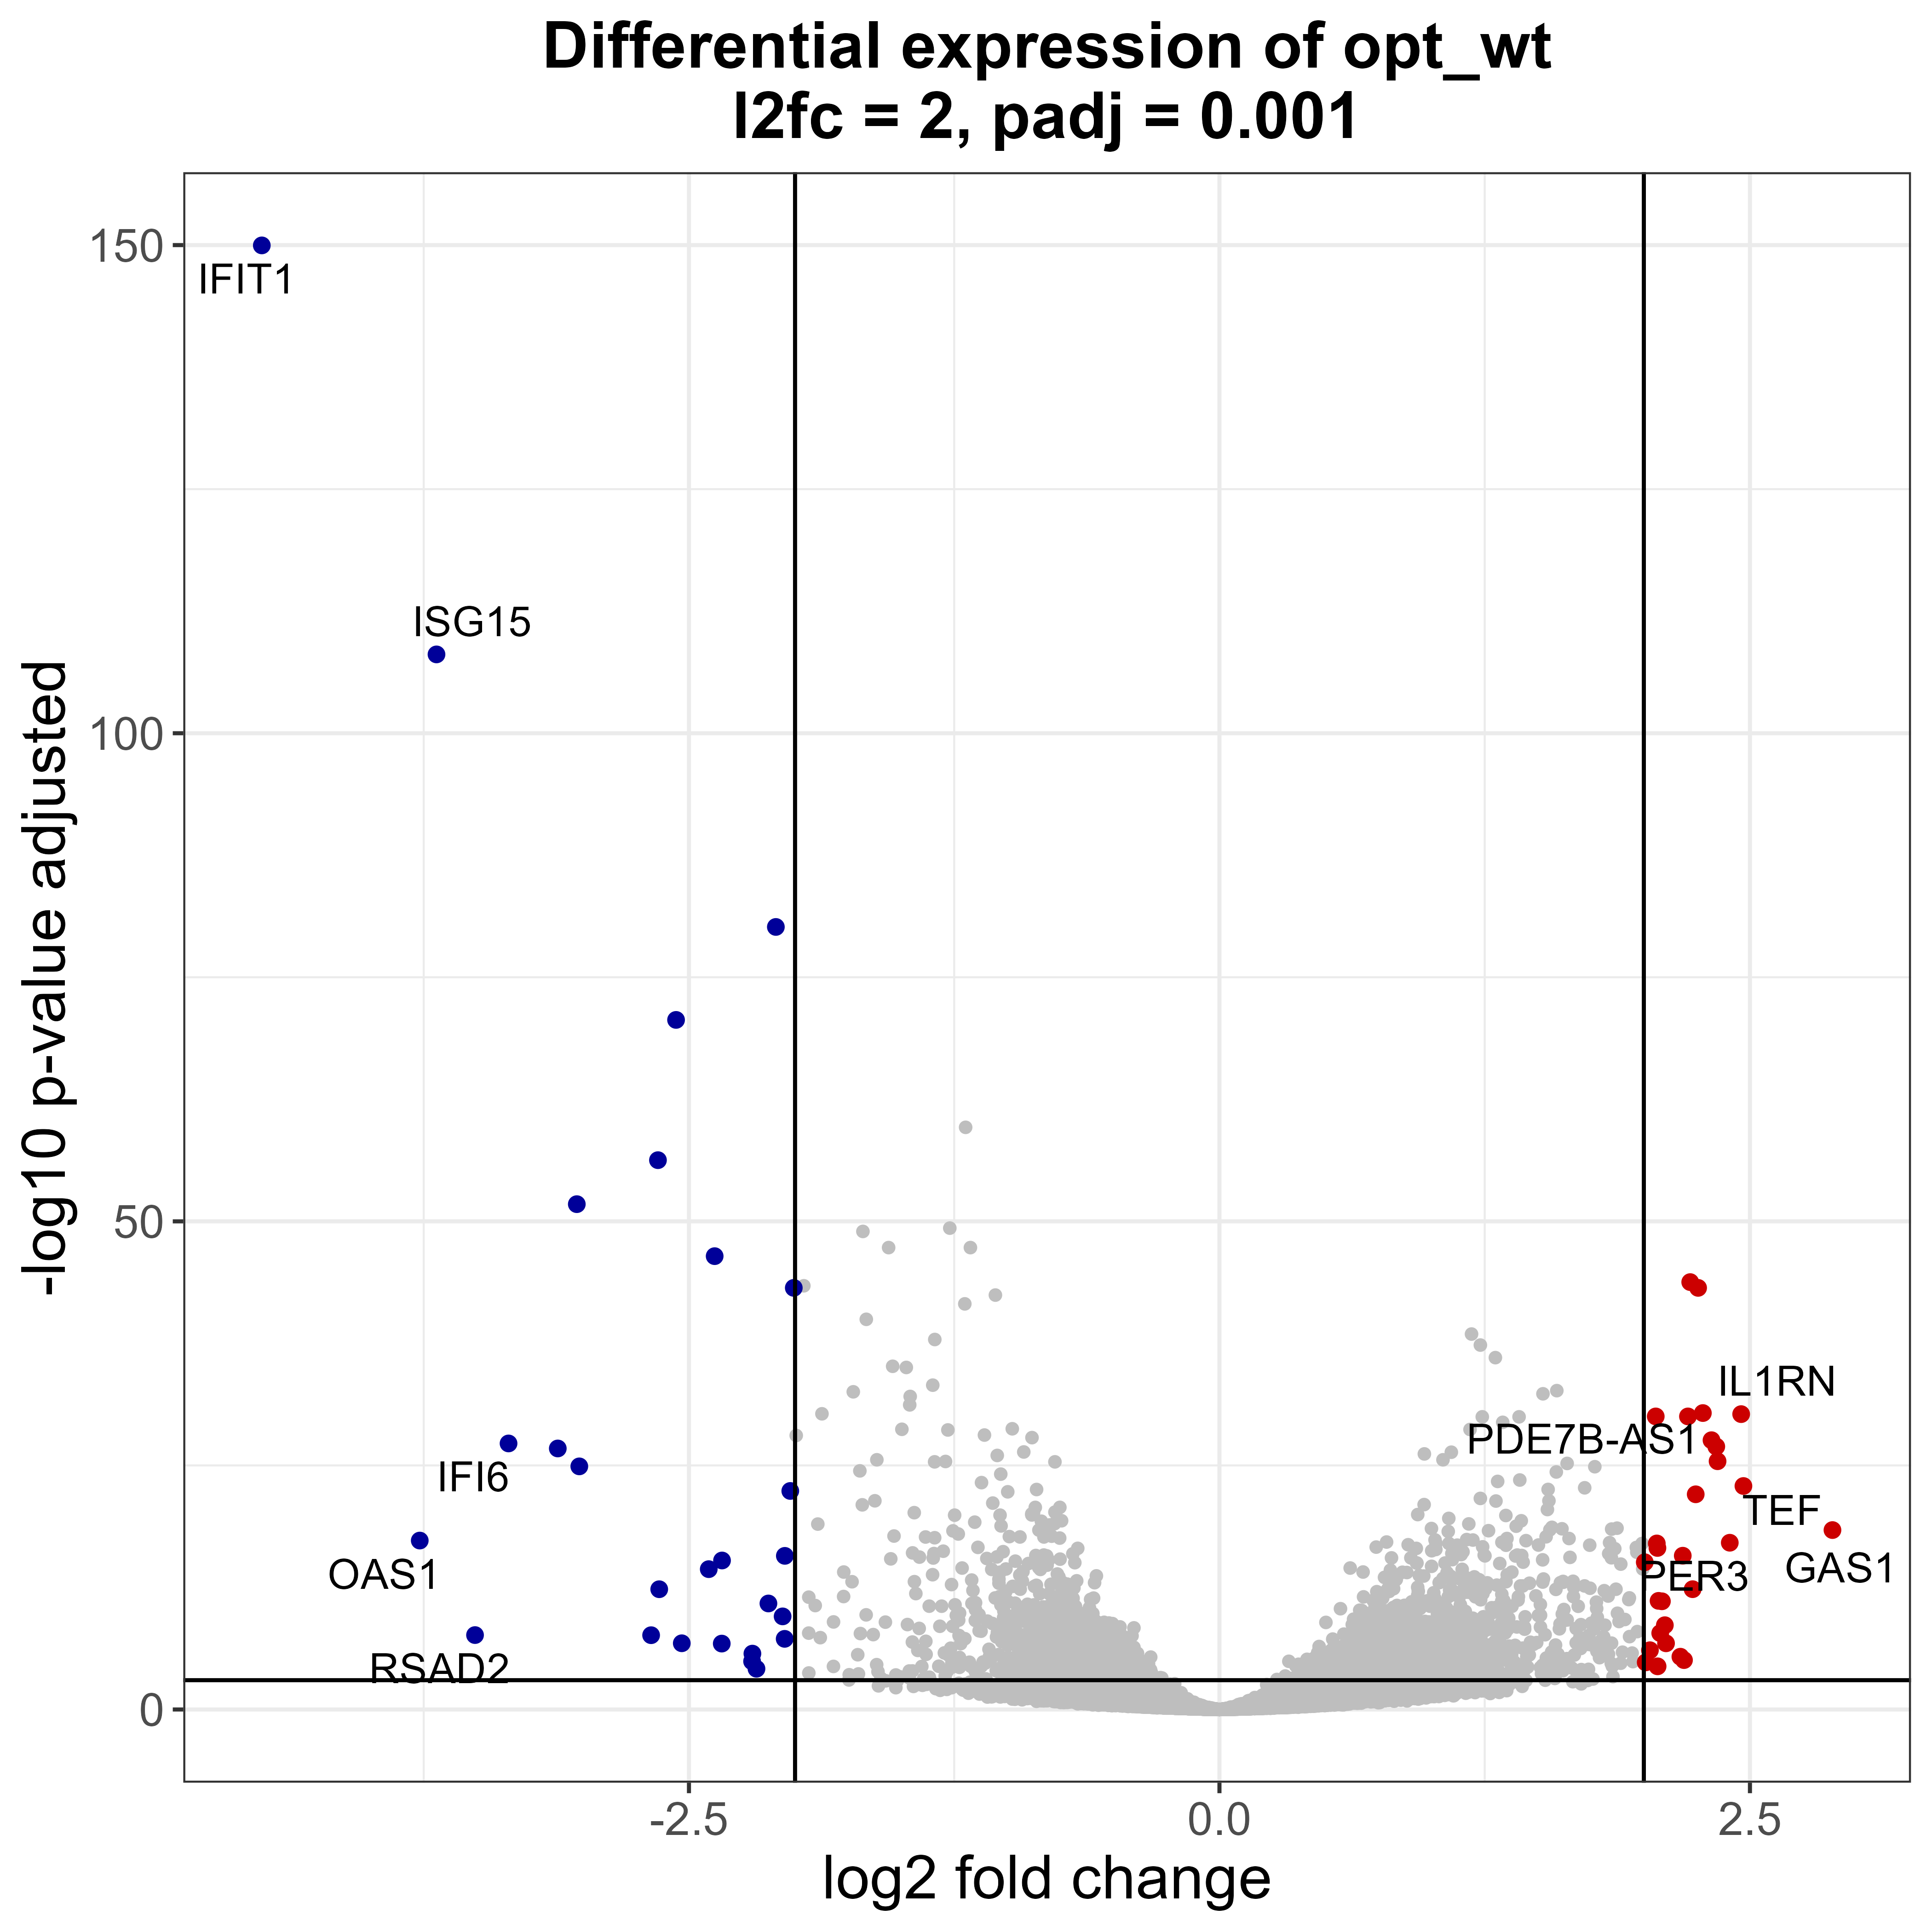 Differential expression of opt_wt
l2fc = 2, padj = 0.001
-log10 p-value adjusted
150
100
50
0
IFIT1
ISG15
IL1RN
PDE7B-AS1
IFI6
TEF
OAS1
GAS1
PER3
RSAD2
-2.5
0.0
2.5
log2 fold change